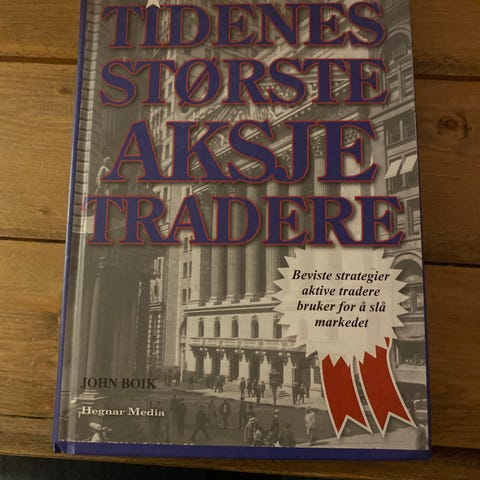 TIDENES
STØRSTE
AKSJE
TRADERE
Beviste strategier
aktive tradere
bruker for å slå
markedet
JOHN BOIK
Hegnar Media